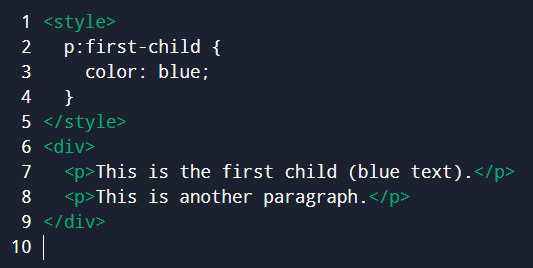 1 <style>
2   p:first-child {
3     color: blue;
4   }
5 </style>
6 <div>
7   <p>This is the first child (blue text).</p>
8   <p>This is another paragraph.</p>
9 </div>
10